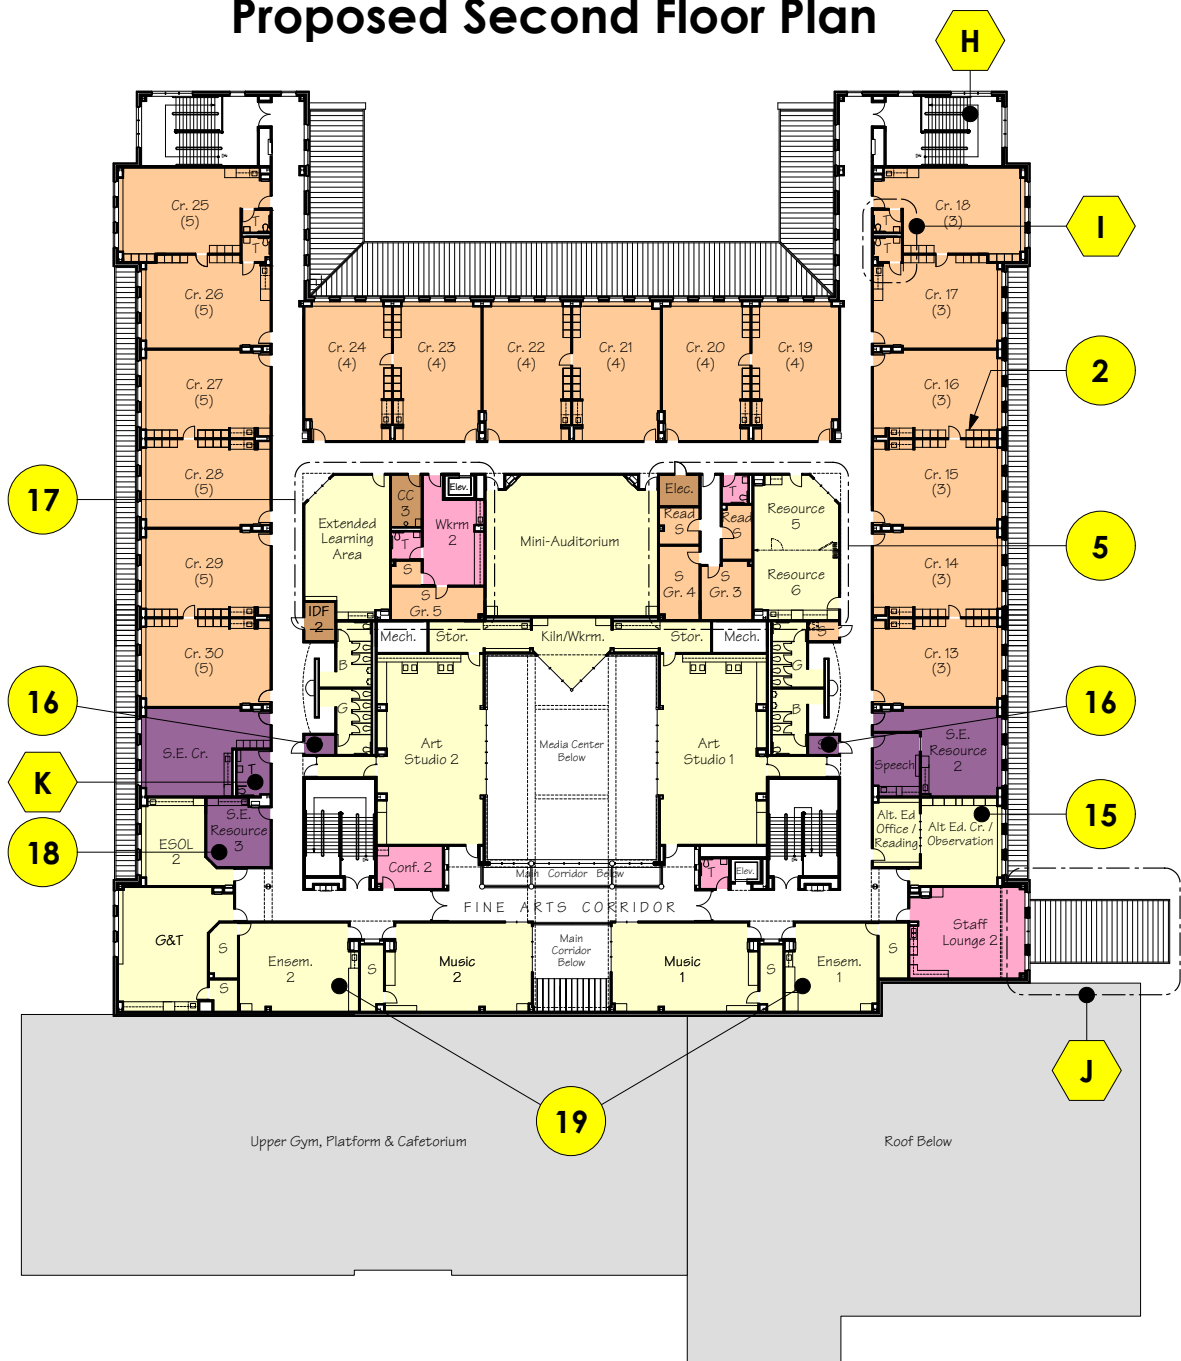 Proposed Second Floor Plan
H
Cr. 25
(5)
T
T
Cr. 18
(3)
T
T
I
Cr. 26
(5)
Cr. 17
(3)
Cr. 24
(4)
Cr. 23
(4)
Cr. 22
(4)
Cr. 21
(4)
Cr. 20
(4)
Cr. 19
(4)
Cr. 27
(5)
Cr. 16
(3)
2
Cr. 28
(5)
Cr. 15
(3)
17
Extended
Learning
Area
CC
3
Elev.
Wkrm
2
T
S
S
Gr. 5
IDF
2
Mini-Auditorium
Elec.
T
Read
S
Read
S
S
Gr. 4
S
Gr. 3
Resource
5
Resource
6
5
Cr. 29
(5)
Cr. 14
(3)
Mech.
Stor.
Kiln/Wkrm.
Stor.
Mech.
S
Cr. 30
(5)
Cr. 13
(3)
B
G
G
B
16
16
S.E. Cr.
T
K
Art
Studio 2
Media Center
Below
Art
Studio 1
S
S.E.
Resource
2
Speech
ESOL
2
S.E.
Resource
3
18
Alt. Ed
Office /
Reading
Alt Ed. Cr. /
Observation
15
Conf. 2
Main Corridor Below
T
Elev.
FINE ARTS CORRIDOR
G&T
S
S
Ensem.
2
S
Music
2
Main
Corridor
Below
Music
1
S
Ensem.
1
S
Staff
Lounge 2
J
19
Upper Gym, Platform & Cafetorium
Roof Below